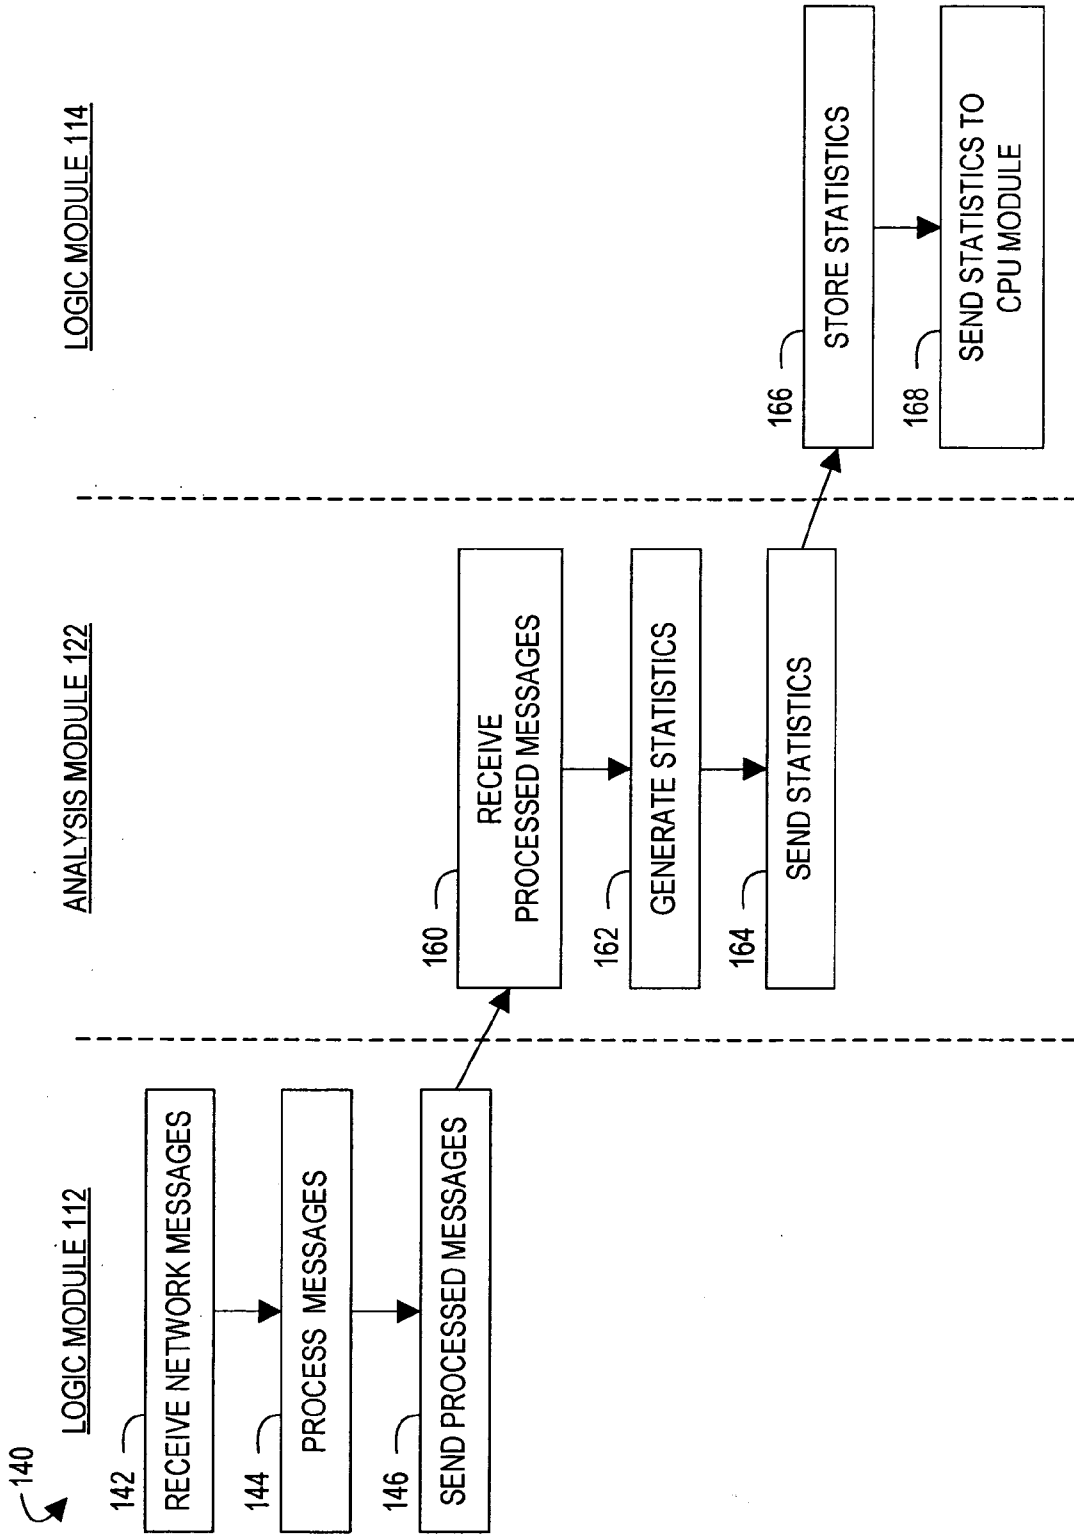 140
LOGIC MODULE 112
142
RECEIVE NETWORK MESSAGES
144
PROCESS MESSAGES
146
SEND PROCESSED MESSAGES
ANALYSIS MODULE 122
160
RECEIVE
PROCESSED MESSAGES
162
GENERATE STATISTICS
164
SEND STATISTICS
LOGIC MODULE 114
166
STORE STATISTICS
168
SEND STATISTICS TO
CPU MODULE